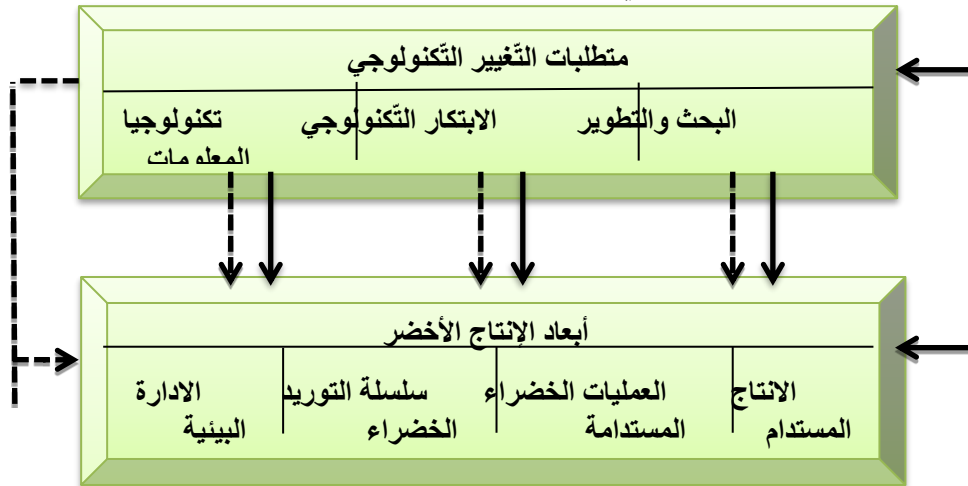 متطلبات التّغيير التّكنولوجي
البحث والتطوير الابتكار التّكنولوجي تكنولوجيا
المعلومات
أبعاد الإنتاج الأخضر
الانتاج العمليات الخضراء سلسلة التوريد الادارة
المستدام المستدامة الخضراء البيئية